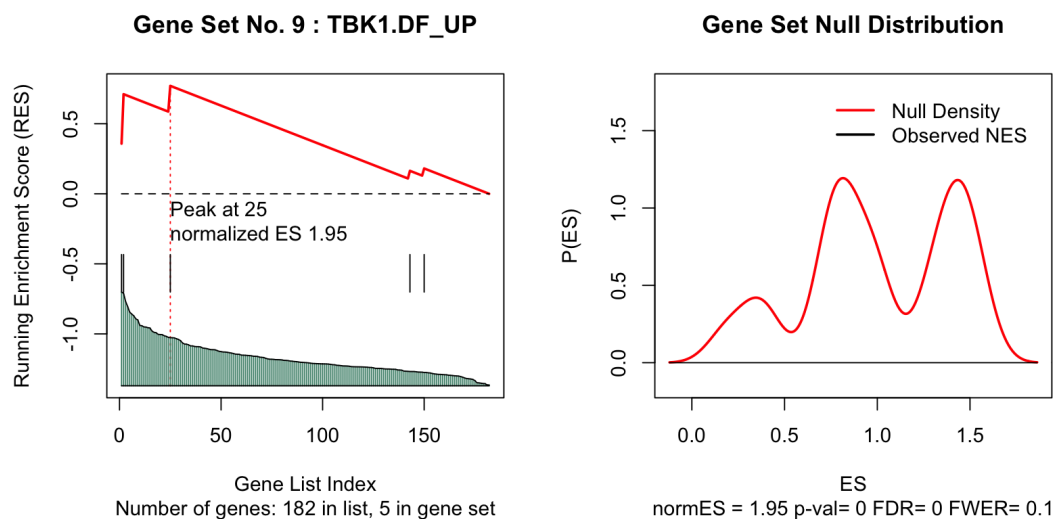 Gene Set No. 9 : TBK1.DF_UP
Running Enrichment Score (RES)
0.5
0.0
-0.5
-1.0
Peak at 25
normalized ES 1.95
0 50 100 150
Gene List Index
Number of genes: 182 in list, 5 in gene set
Gene Set Null Distribution
P(ES)
1.5
1.0
0.5
0.0
Null Density
Observed NES
0.0 0.5 1.0 1.5
ES
normES = 1.95 p-val= 0 FDR= 0 FWER= 0.1